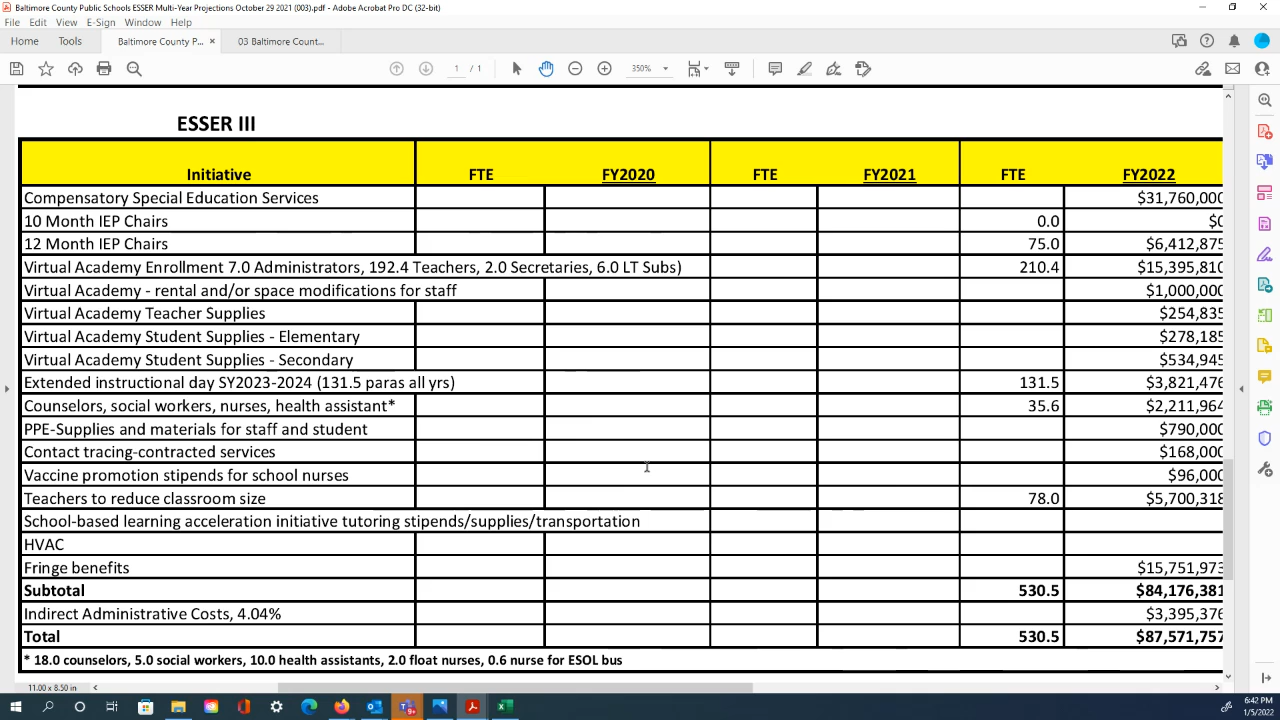 Baltimore County Public Schools ESSER Multi-Year Projections October 29 2021 (003).pdf - Adobe Acrobat Pro DC (32-bit)
File Edit View E-Sign Window Help
Home Tools Baltimore County P... × 03 Baltimore Count...
1 / 1 350%
ESSER III
Initiative FTE FY2020 FTE FY2021 FTE FY2022
Compensatory Special Education Services $31,760,000
10 Month IEP Chairs 0.0 $0
12 Month IEP Chairs 75.0 $6,412,875
Virtual Academy Enrollment 7.0 Administrators, 192.4 Teachers, 2.0 Secretaries, 6.0 LT Subs) 210.4 $15,395,810
Virtual Academy - rental and/or space modifications for staff $1,000,000
Virtual Academy Teacher Supplies $254,835
Virtual Academy Student Supplies - Elementary $278,185
Virtual Academy Student Supplies - Secondary $534,945
Extended instructional day SY2023-2024 (131.5 paras all yrs) 131.5 $3,821,476
Counselors, social workers, nurses, health assistant* 35.6 $2,211,964
PPE-Supplies and materials for staff and student $790,000
Contact tracing-contracted services $168,000
Vaccine promotion stipends for school nurses $96,000
Teachers to reduce classroom size 78.0 $5,700,318
School-based learning acceleration initiative tutoring stipends/supplies/transportation
HVAC
Fringe benefits $15,751,973
Subtotal 530.5 $84,176,381
Indirect Administrative Costs, 4.04% $3,395,376
Total 530.5 $87,571,757
* 18.0 counselors, 5.0 social workers, 10.0 health assistants, 2.0 float nurses, 0.6 nurse for ESOL bus
11.00 x 8.50 in
6:42 PM
1/5/2022